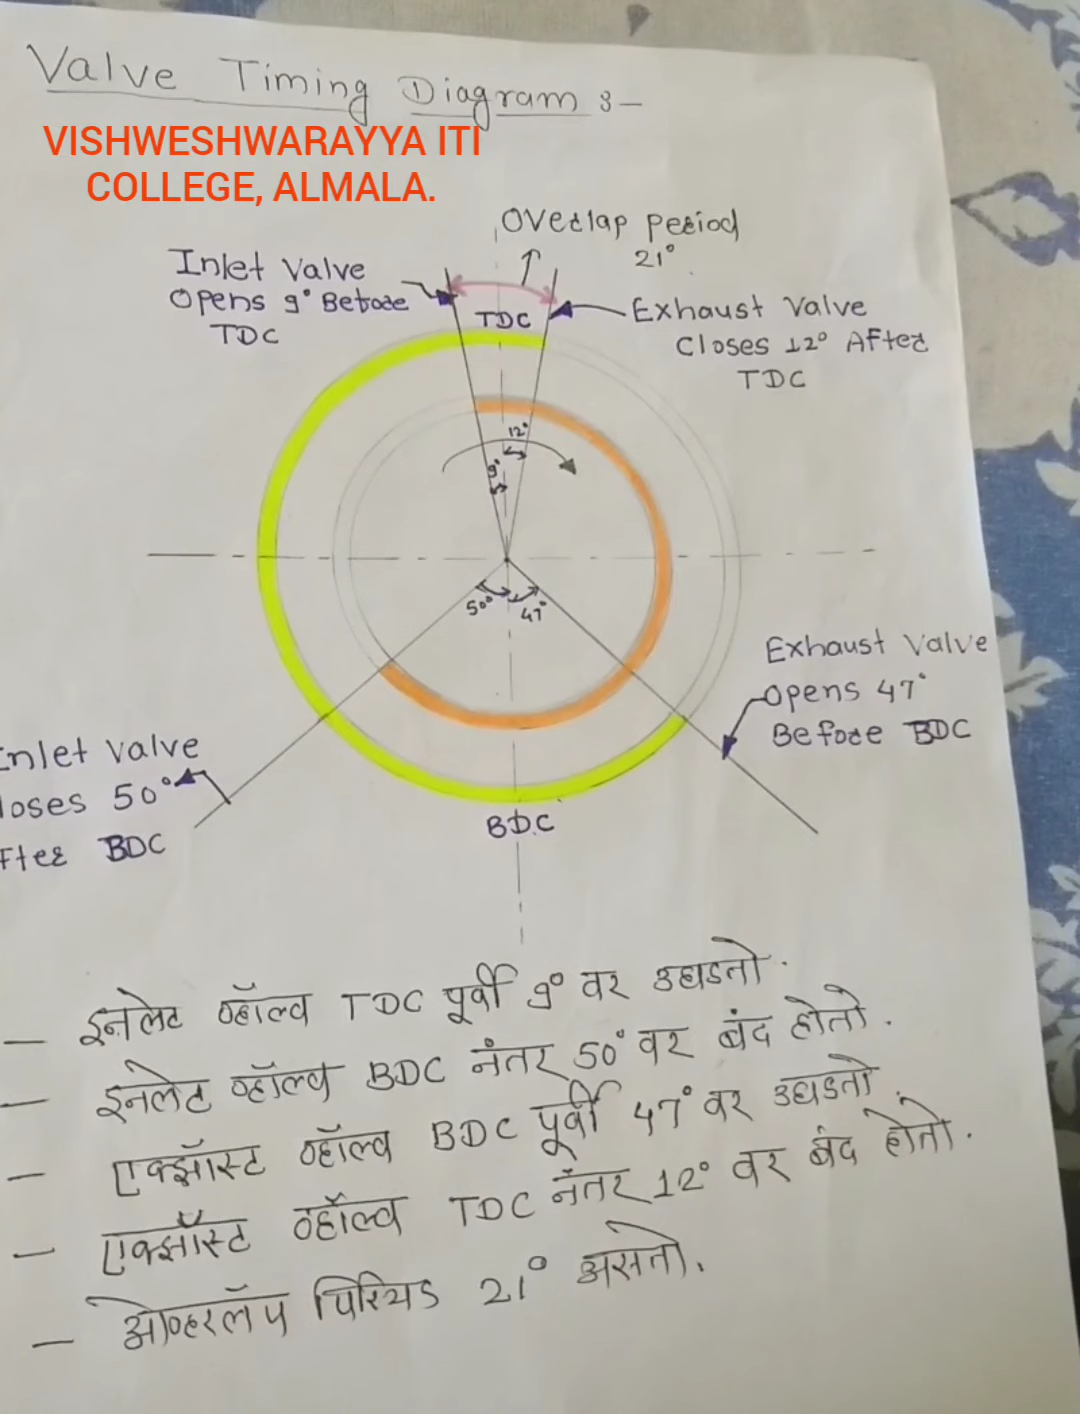 Valve Timing Diagram :-
VISHWESHWARAYYA ITI
COLLEGE, ALMALA.
Overlap Period
21°
Inlet Valve
Opens 9° Before
TDC
TDC
Exhaust Valve
Closes 12° After
TDC
12°
9°
50°
47°
Exhaust Valve
Opens 47°
Before BDC
Inlet Valve
loses 50°
fter BDC
BDC
- इनलेट व्हॉल्व TDC पूर्वी 9° वर उघडतो.
- इनलेट व्हॉल्व BDC नंतर 50° वर बंद होतो.
- एक्झॉस्ट व्हॉल्व BDC पूर्वी 47° वर उघडतो.
- एक्झॉस्ट व्हॉल्व TDC नंतर 12° वर बंद होतो.
- ओव्हरलॅप पिरियड 21° असतो.